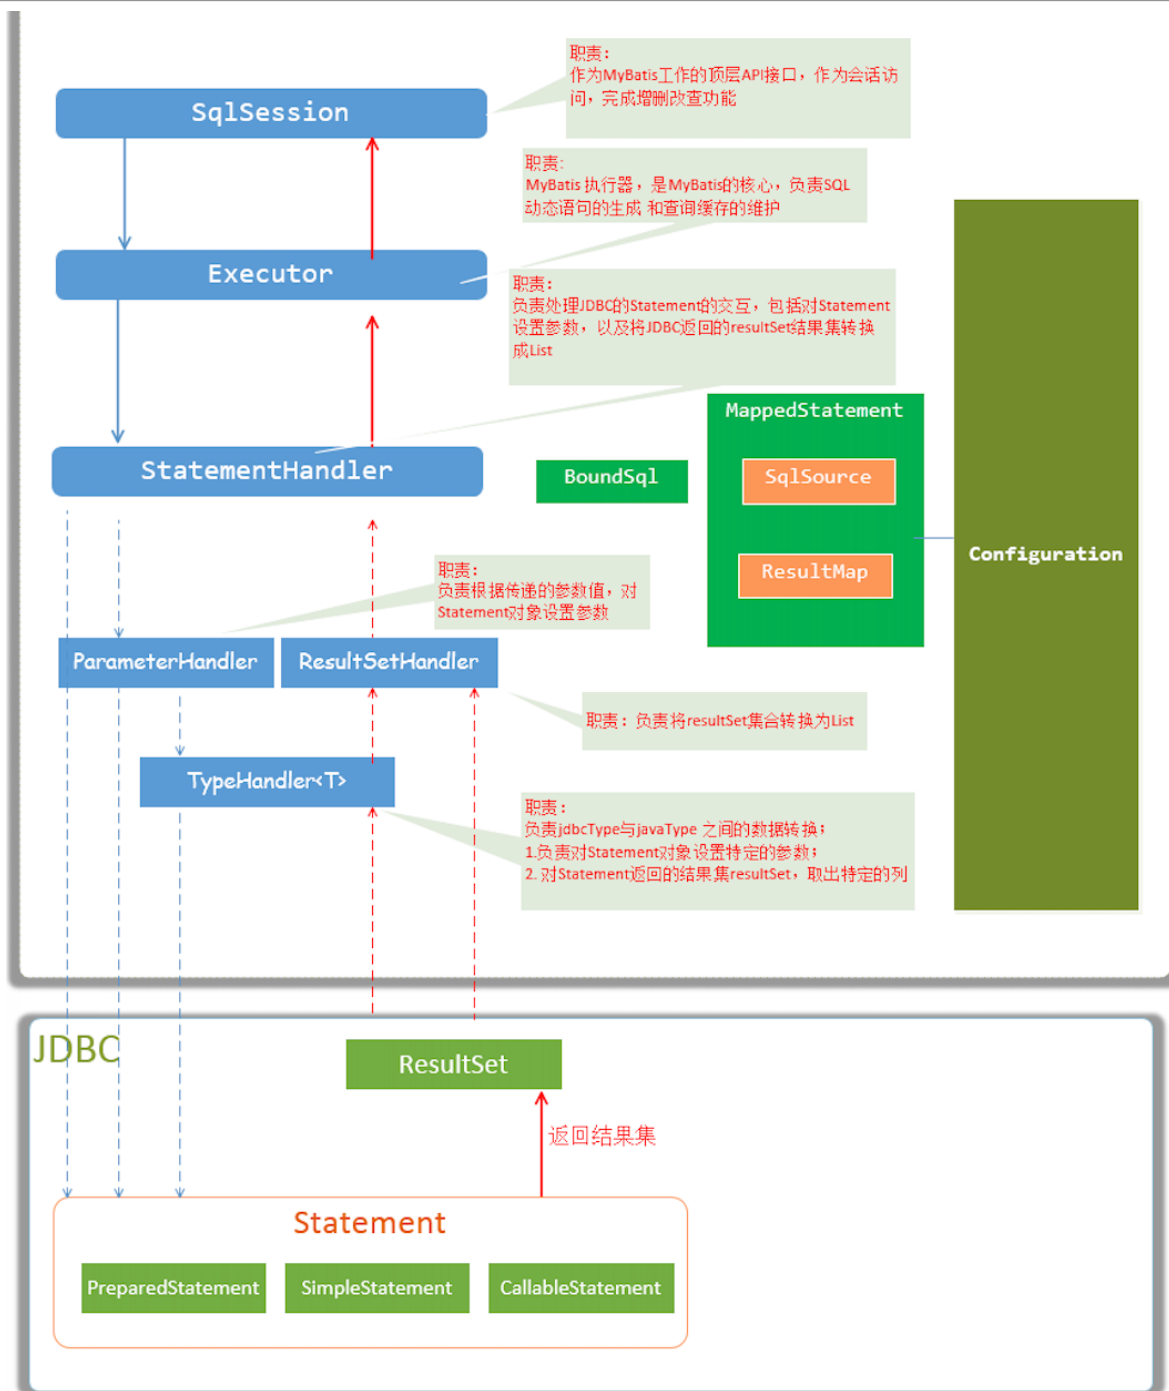 职责：
作为MyBatis工作的顶层API接口，作为会话访
问，完成增删改查功能
SqlSession
职责:
MyBatis 执行器，是MyBatis的核心，负责SQL
动态语句的生成 和查询缓存的维护
Executor
职责：
负责处理JDBC的Statement的交互，包括对Statement
设置参数，以及将JDBC返回的resultSet结果集转换
成List
MappedStatement
StatementHandler
BoundSql
SqlSource
Configuration
ResultMap
职责：
负责根据传递的参数值，对
Statement对象设置参数
ParameterHandler
ResultSetHandler
职责：负责将resultSet集合转换为List
TypeHandler<T>
职责：
负责jdbcType与javaType 之间的数据转换；
1.负责对Statement对象设置特定的参数；
2. 对Statement返回的结果集resultSet，取出特定的列
JDBC
ResultSet
返回结果集
Statement
PreparedStatement
SimpleStatement
CallableStatement